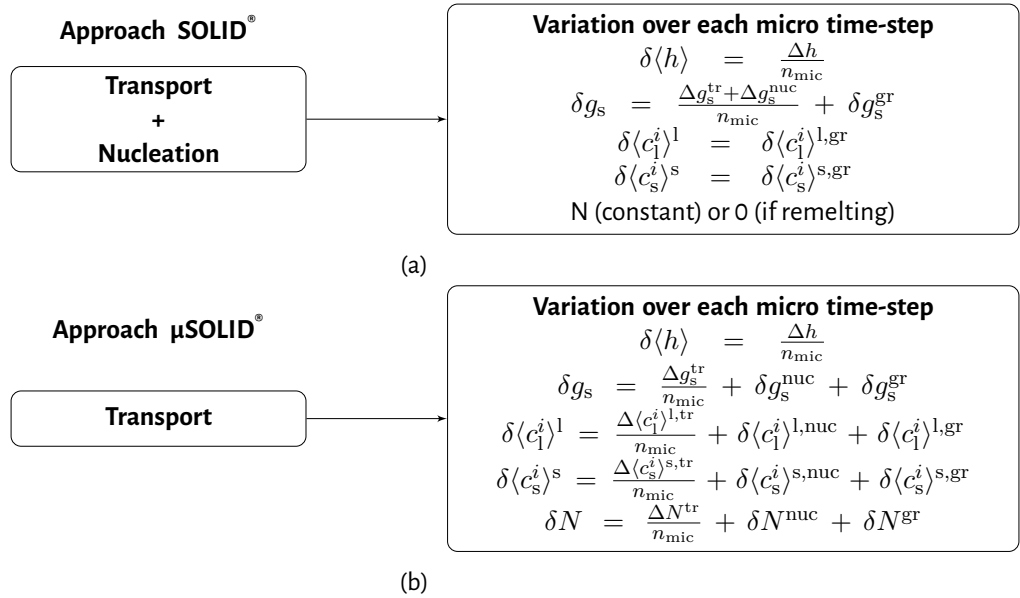 Approach SOLID®
Transport
+
Nucleation
Variation over each micro time-step
δ⟨h⟩ = Δh/n_mic
δg_s = (Δg_s^tr+Δg_s^nuc)/n_mic + δg_s^gr
δ⟨c_l^i⟩^l = δ⟨c_l^i⟩^l,gr
δ⟨c_s^i⟩^s = δ⟨c_s^i⟩^s,gr
N (constant) or 0 (if remelting)
(a)
Approach µSOLID®
Transport
Variation over each micro time-step
δ⟨h⟩ = Δh/n_mic
δg_s = Δg_s^tr/n_mic + δg_s^nuc + δg_s^gr
δ⟨c_l^i⟩^l = Δ⟨c_l^i⟩^l,tr/n_mic + δ⟨c_l^i⟩^l,nuc + δ⟨c_l^i⟩^l,gr
δ⟨c_s^i⟩^s = Δ⟨c_s^i⟩^s,tr/n_mic + δ⟨c_s^i⟩^s,nuc + δ⟨c_s^i⟩^s,gr
δN = ΔN^tr/n_mic + δN^nuc + δN^gr
(b)